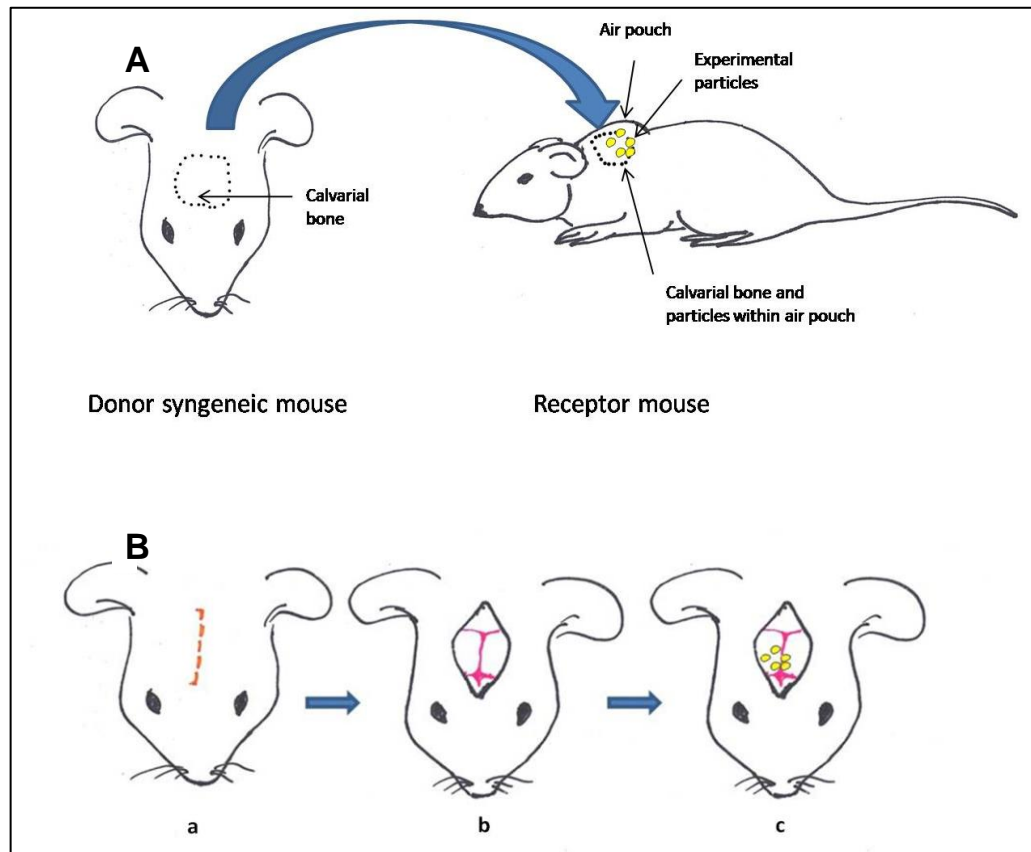 A
Air pouch
Experimental
particles
Calvarial
bone
Calvarial bone and
particles within air pouch
Donor syngeneic mouse
Receptor mouse
B
a
b
c